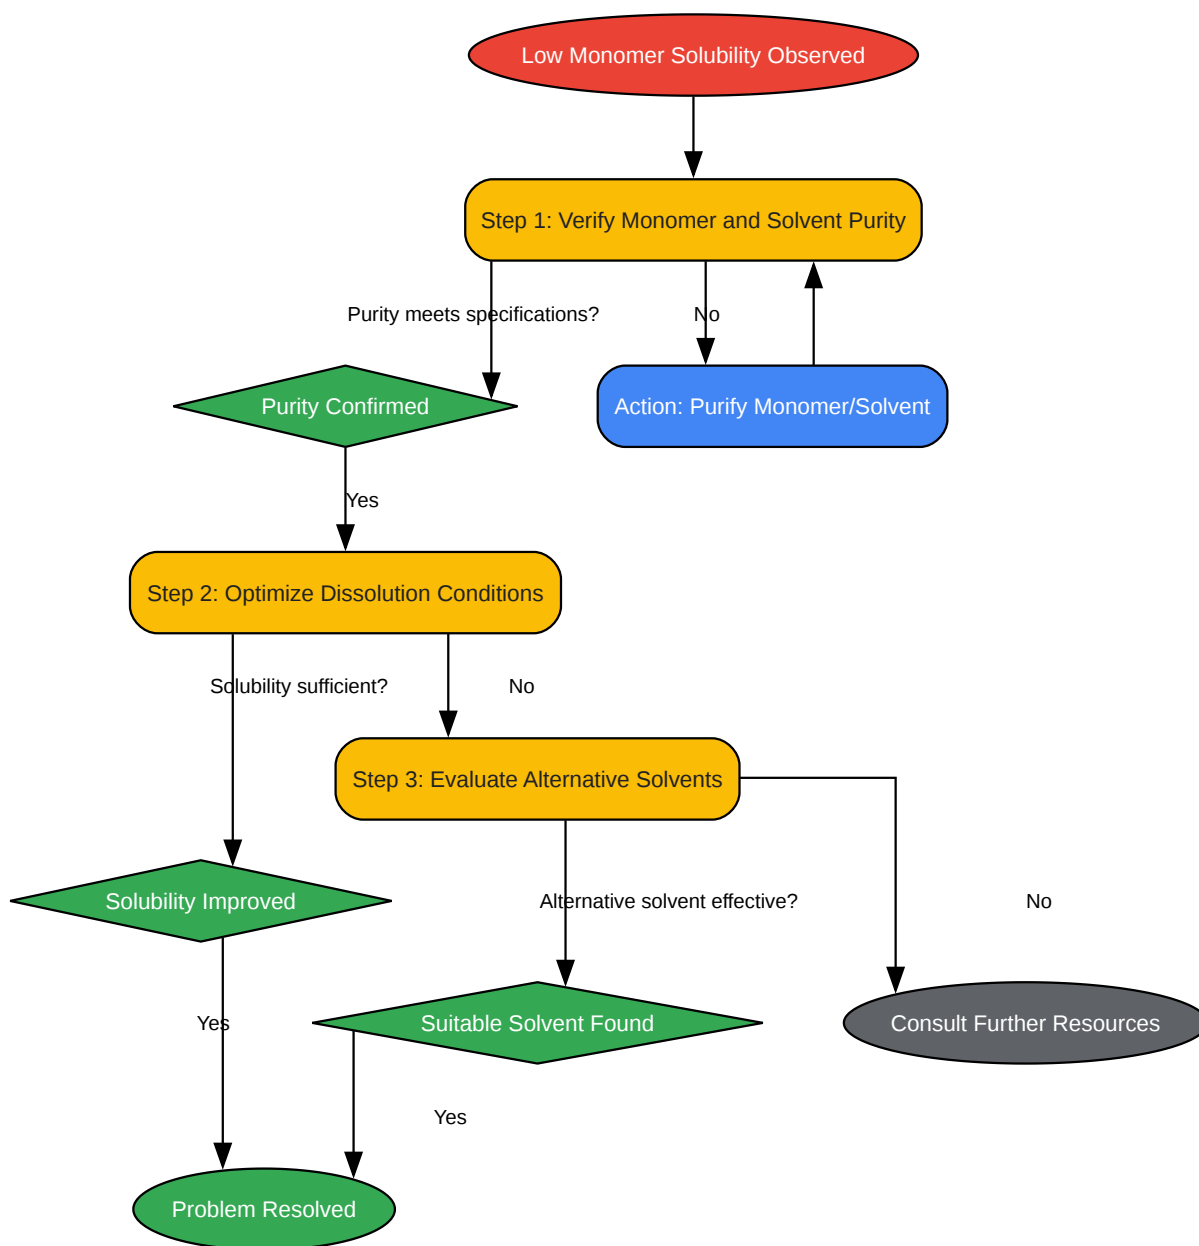 Low Monomer Solubility Observed
Step 1: Verify Monomer and Solvent Purity
Purity meets specifications?
No
Purity Confirmed
Action: Purify Monomer/Solvent
Yes
Step 2: Optimize Dissolution Conditions
Solubility sufficient?
No
Step 3: Evaluate Alternative Solvents
Solubility Improved
Alternative solvent effective?
No
Yes
Suitable Solvent Found
Consult Further Resources
Yes
Problem Resolved